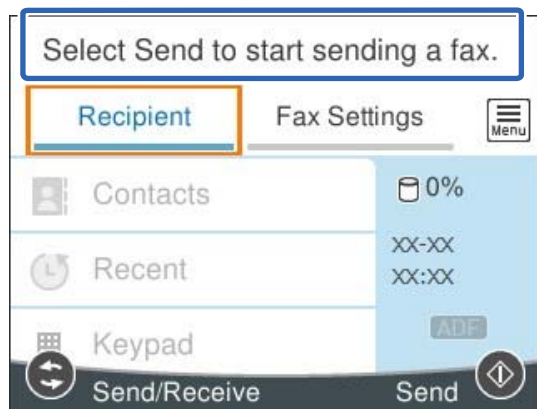 Select Send to start sending a fax.
Recipient Fax Settings Menu
Contacts 0%
XX-XX
Recent XX:XX
Keypad ADF
Send/Receive Send